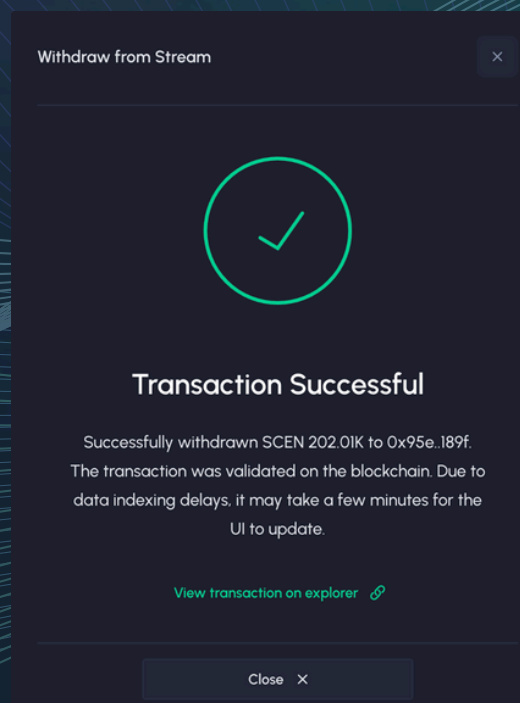 Withdraw from Stream
Transaction Successful
Successfully withdrawn SCEN 202.01K to 0x95e..189f.
The transaction was validated on the blockchain. Due to
data indexing delays, it may take a few minutes for the
UI to update.
View transaction on explorer
Close